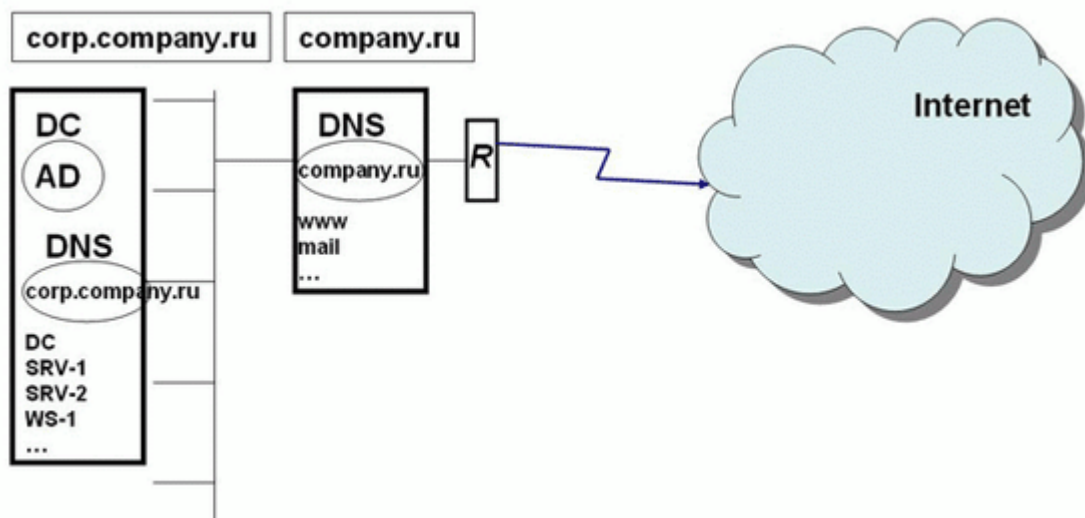 corp.company.ru
company.ru
DC
AD
DNS
corp.company.ru
DC
SRV-1
SRV-2
WS-1
...
DNS
company.ru
www
mail
...
R
Internet